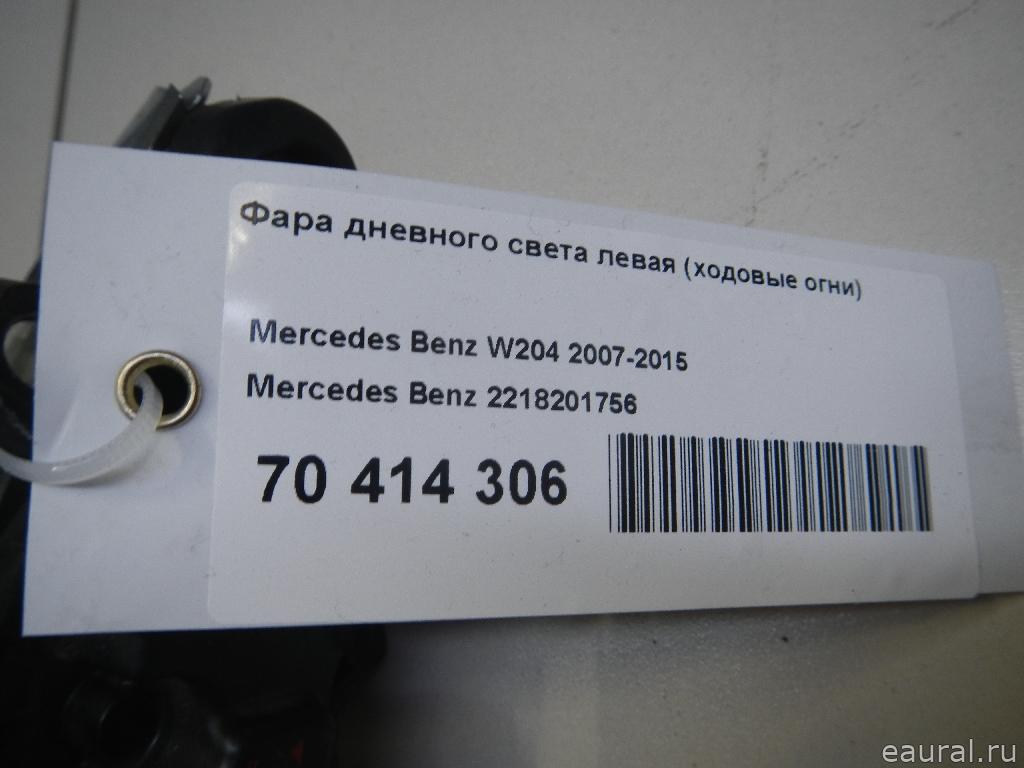 Фара дневного света левая (ходовые огни)
Mercedes Benz W204 2007-2015
Mercedes Benz 2218201756
70 414 306
eaural.ru